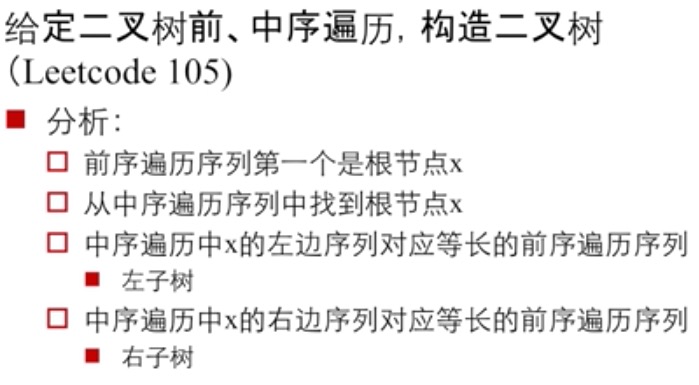 给定二叉树前、中序遍历，构造二叉树
（Leetcode 105)
分析：
前序遍历序列第一个是根节点x
从中序遍历序列中找到根节点x
中序遍历中x的左边序列对应等长的前序遍历序列
左子树
中序遍历中x的右边序列对应等长的前序遍历序列
右子树